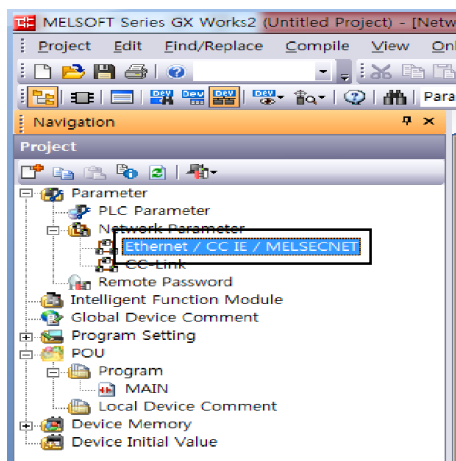 MELSOFT Series GX Works2 (Untitled Project) - [Netw
Project Edit Find/Replace Compile View Onl
Para
Navigation
Project
Parameter
PLC Parameter
Network Parameter
Ethernet / CC IE / MELSECNET
CC-Link
Remote Password
Intelligent Function Module
Global Device Comment
Program Setting
POU
Program
MAIN
Local Device Comment
Device Memory
Device Initial Value